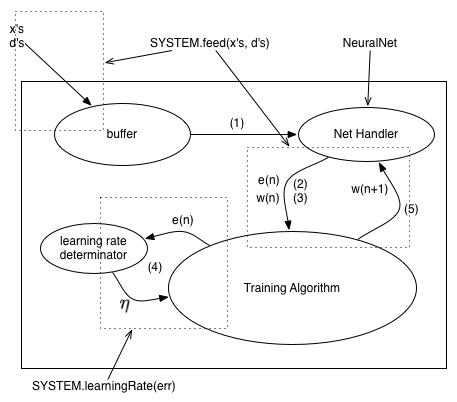 x's
d's
SYSTEM.feed(x's, d's)
NeuralNet
buffer
(1)
Net Handler
e(n)
(2)
w(n)
(3)
w(n+1)
(5)
e(n)
learning rate
determinator
(4)
η
Training Algorithm
SYSTEM.learningRate(err)